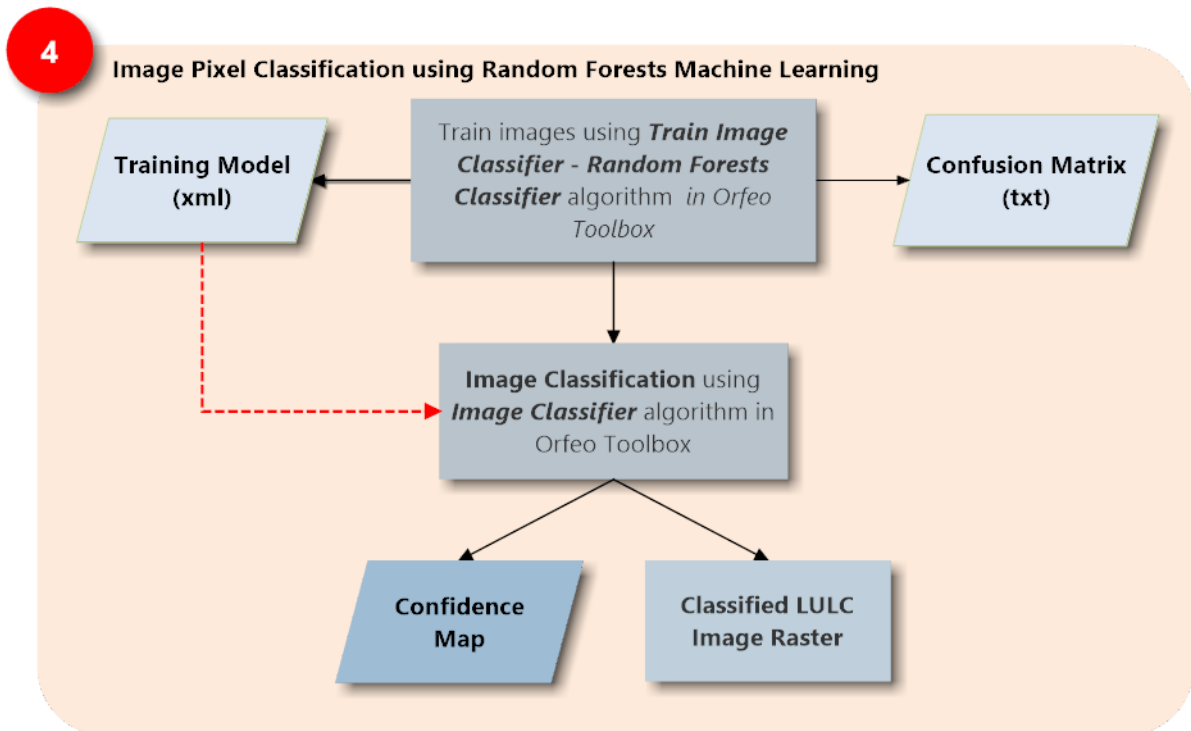 4
Image Pixel Classification using Random Forests Machine Learning
Training Model
(xml)
Train images using Train Image
Classifier - Random Forests
Classifier algorithm in Orfeo
Toolbox
Confusion Matrix
(txt)
Image Classification using
Image Classifier algorithm in
Orfeo Toolbox
Confidence
Map
Classified LULC
Image Raster